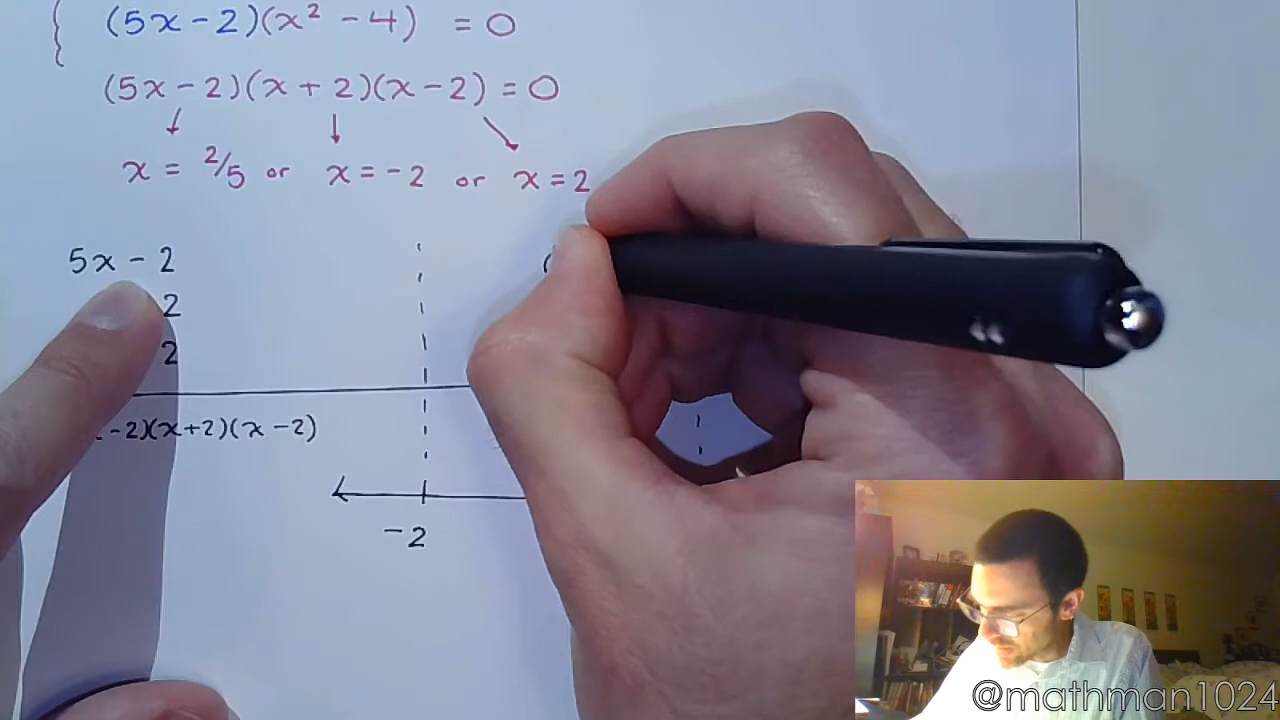 (5x - 2)(x² - 4) = 0
(5x - 2)(x + 2)(x - 2) = 0
x = 2/5 or x = -2 or x = 2
5x - 2
2
2
-2)(x+2)(x - 2)
-2
@mathman1024